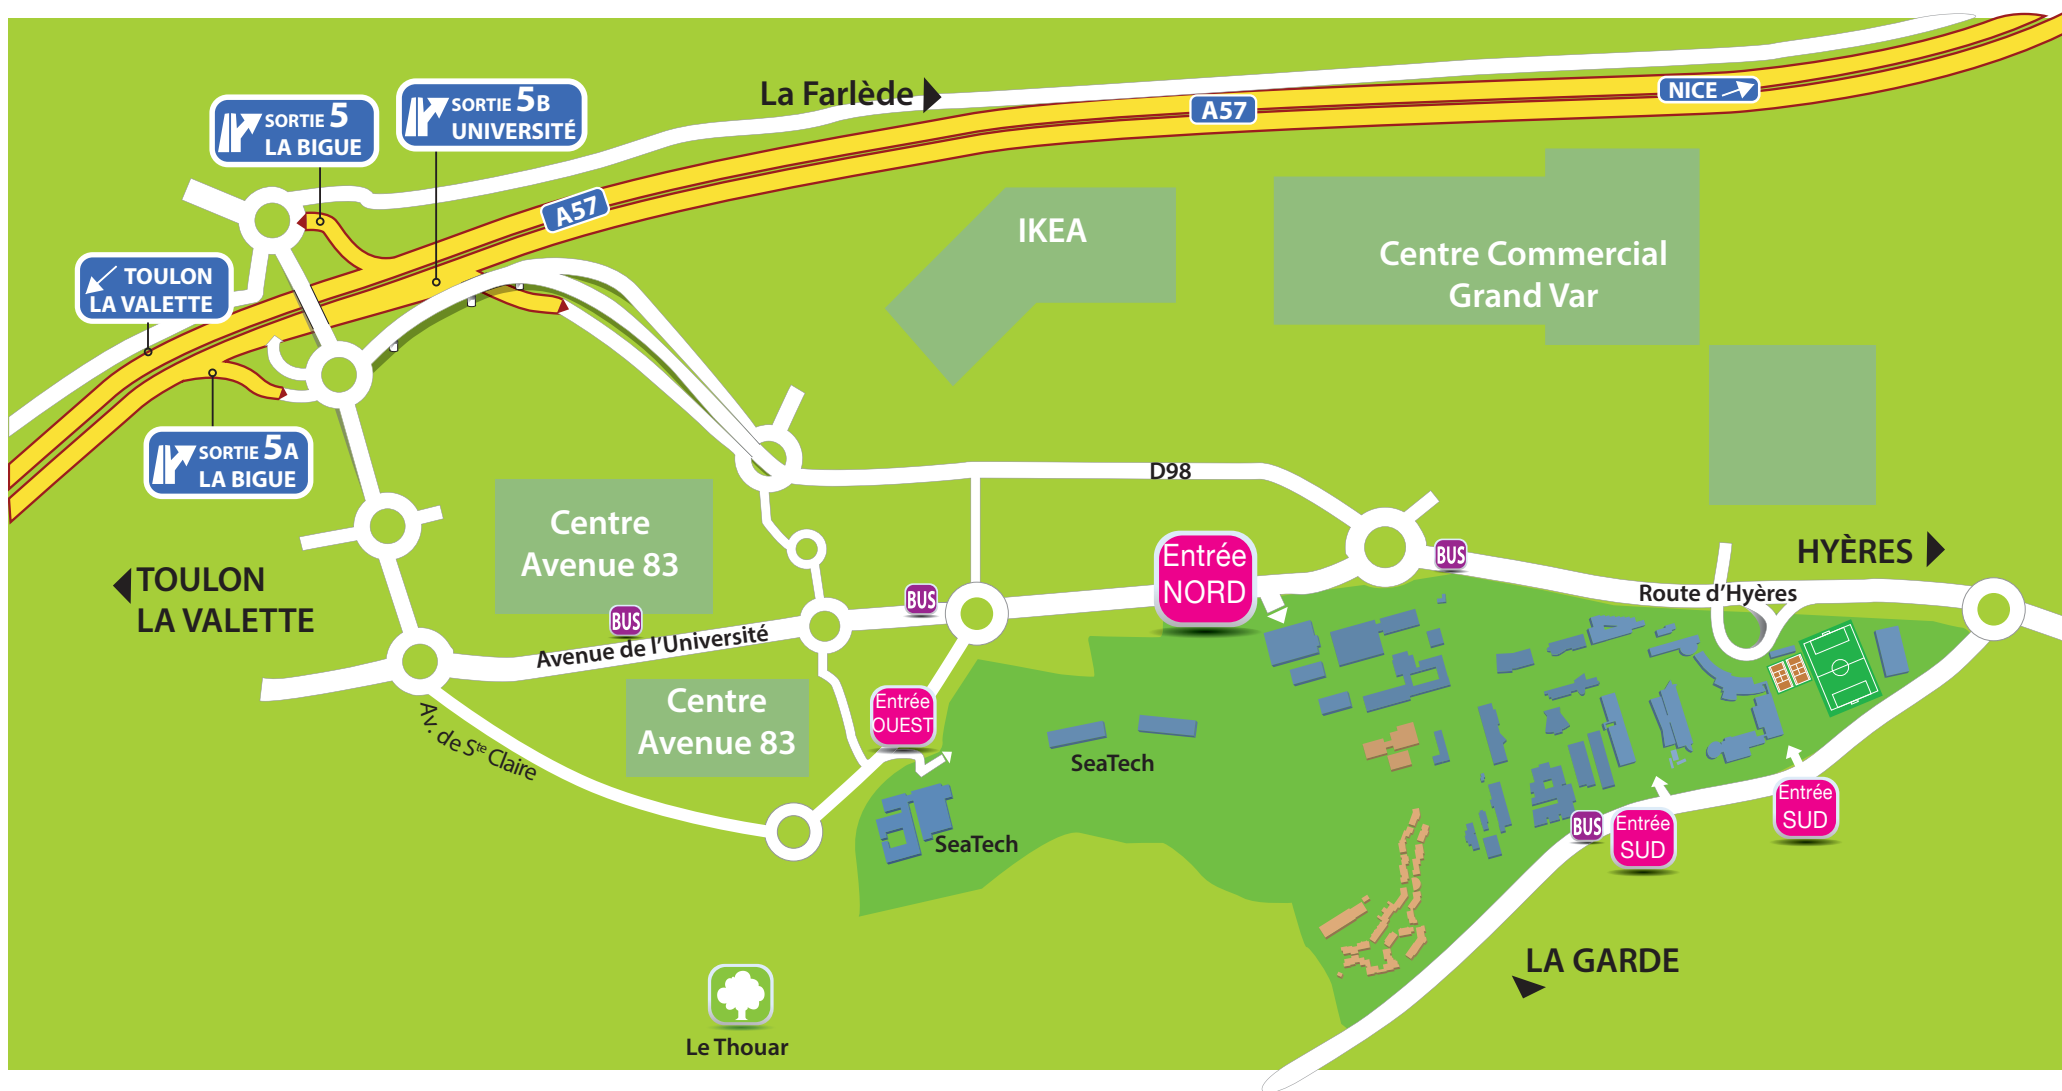 La Farlède
SORTIE 5
LA BIGUE
SORTIE 5B
UNIVERSITÉ
A57
NICE
A57
TOULON
LA VALETTE
IKEA
Centre Commercial
Grand Var
SORTIE 5A
LA BIGUE
D98
Centre
Avenue 83
TOULON
LA VALETTE
BUS
Avenue de l'Université
BUS
Entrée
NORD
BUS
HYÈRES
Route d'Hyères
Centre
Avenue 83
Entrée
OUEST
Av. de Ste Claire
SeaTech
SeaTech
BUS
Entrée
SUD
Entrée
SUD
LA GARDE
Le Thouar